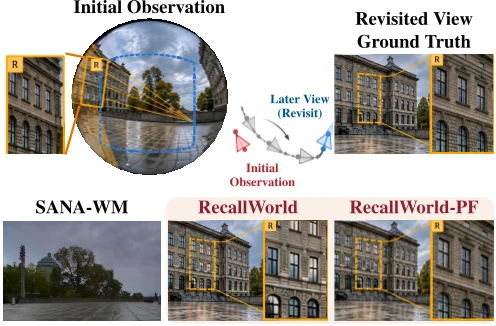 Initial Observation
Revisited View
Ground Truth
R
R
R
Later View
(Revisit)
Initial
Observation
SANA-WM
RecallWorld
RecallWorld-PF
R
R